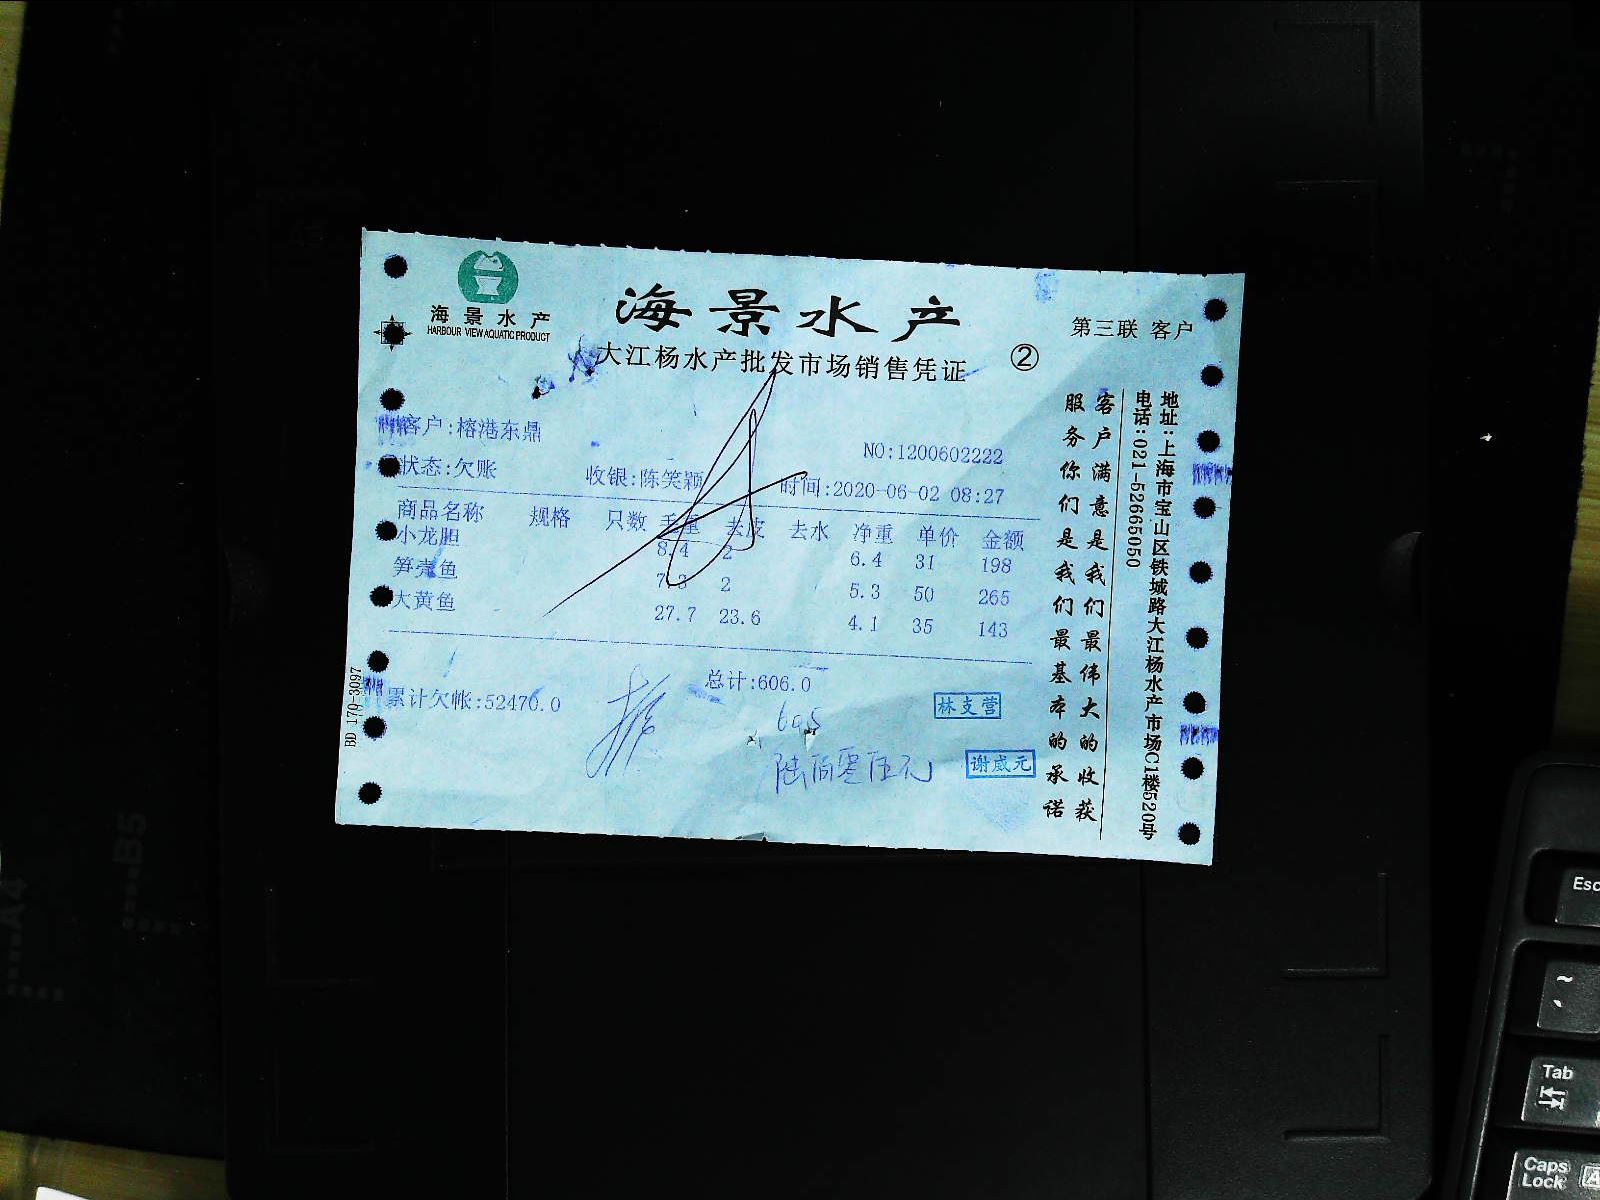 海景水产
HARBOUR VIEW AQUATIC PRODUCT
海景水产
大江杨水产批发市场销售凭证
②
第三联 客户
客户:榕港东鼎
NO:1200602222
状态:欠账 收银:陈笑颖 时间:2020-06-02 08:27
商品名称 规格 只数 毛重 去皮 去水 净重 单价 金额
小龙胆 8.4 2 6.4 31 198
笋壳鱼 7.3 2 5.3 50 265
大黄鱼 27.7 23.6 4.1 35 143
总计:606.0
累计欠帐:52476.0
605
陆佰零伍元
林支营
谢威元
客户满意是我们最伟大的收获
服务你们是我们最基本的承诺
地址:上海市宝山区铁城路大江杨水产市场C1楼520号
电话:021-52665050
BD 170-3097
A4
B5
Esc
~
Tab
Caps Lock
A